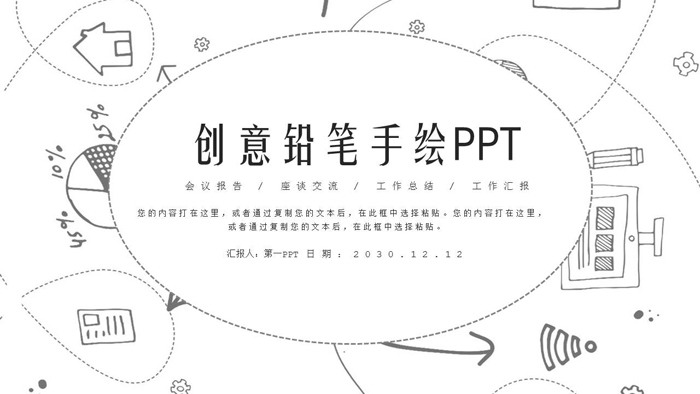 创意铅笔手绘PPT
会议报告 / 座谈交流 / 工作总结 / 工作汇报
您的内容打在这里，或者通过复制您的文本后，在此框中选择粘贴。您的内容打在这里，
或者通过复制您的文本后，在此框中选择粘贴。
汇报人：第一PPT 日期：2030.12.12
25%
10%
45%